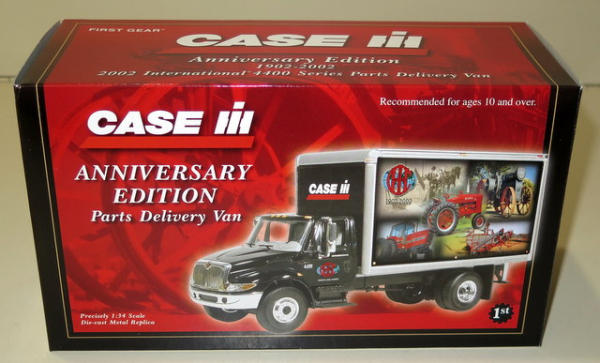 FIRST GEAR
CASE IH
Anniversary Edition
1902-2002
2002 International 4400 Series Parts Delivery Van
Recommended for ages 10 and over.
CASE IH
ANNIVERSARY
EDITION
Parts Delivery Van
CASE IH
1902-2002
Precisely 1:34 Scale
Die-cast Metal Replica
1st